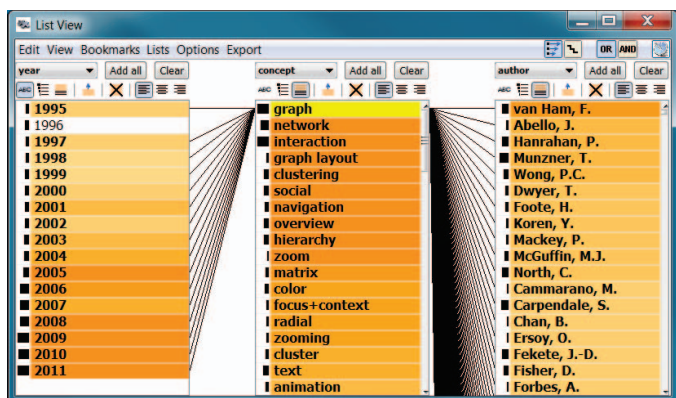 List View
Edit View Bookmarks Lists Options Export OR AND
year Add all Clear
concept Add all Clear
author Add all Clear
ABC
ABC
ABC
1995
1996
1997
1998
1999
2000
2001
2002
2003
2004
2005
2006
2007
2008
2009
2010
2011
graph
network
interaction
graph layout
clustering
social
navigation
overview
hierarchy
zoom
matrix
color
focus+context
radial
zooming
cluster
text
animation
van Ham, F.
Abello, J.
Hanrahan, P.
Munzner, T.
Wong, P.C.
Dwyer, T.
Foote, H.
Koren, Y.
Mackey, P.
McGuffin, M.J.
North, C.
Cammarano, M.
Carpendale, S.
Chan, B.
Ersoy, O.
Fekete, J.-D.
Fisher, D.
Forbes, A.